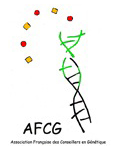 AFCG
Association Française des Conseillers en Génétique